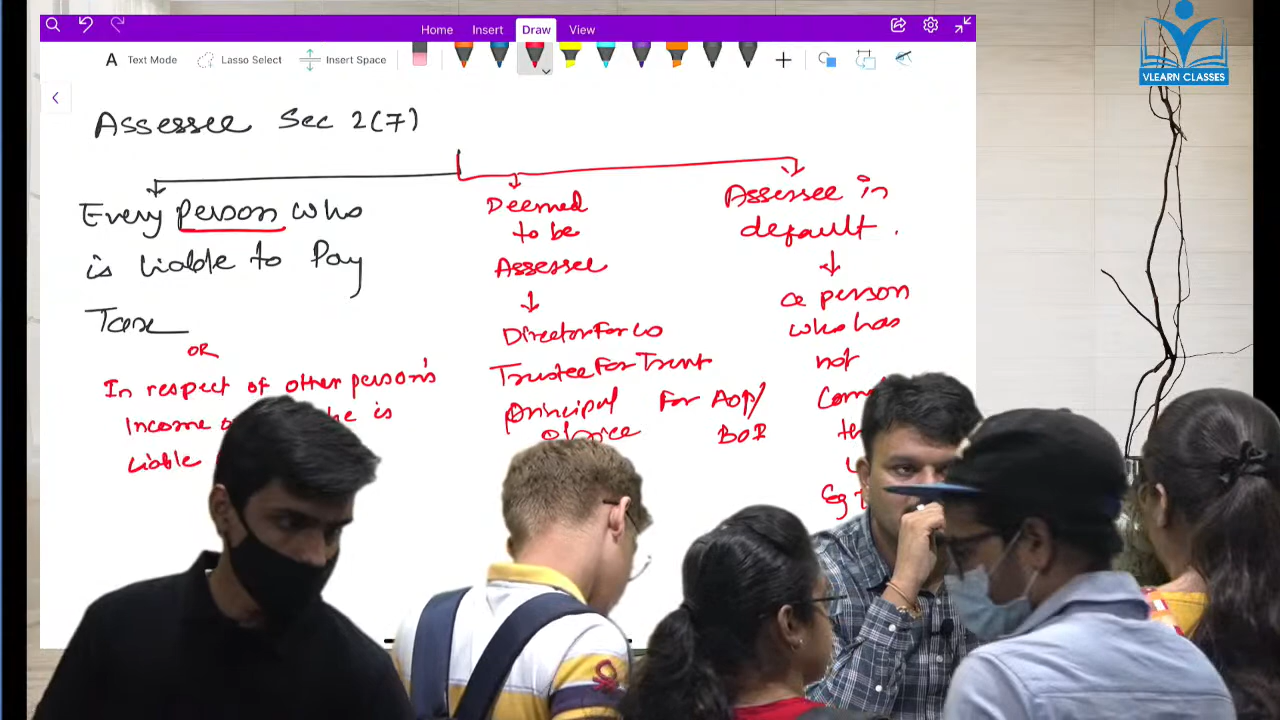 Home Insert Draw View
VLEARN CLASSES
A Text Mode Lasso Select Insert Space
Assessee Sec 2(7)
Every person who
is liable to Pay
Tax
OR
In respect of other person's
Income
he is
liable
Deemed
to be
Assessee
Director For Co
Trustee For Trust
principal For AOP/
BOI
Assessee in
default.
a person
who has
not